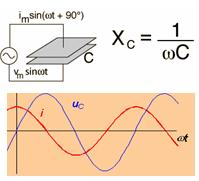 i_m sin(ωt + 90°)
X_C = 1/ωC
C
v_m sinωt
i
u_C
ωt